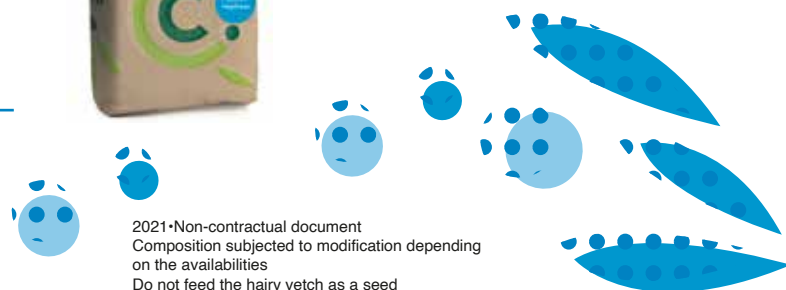 2021•Non-contractual document
Composition subjected to modification depending
on the availabilities
Do not feed the hairy vetch as a seed